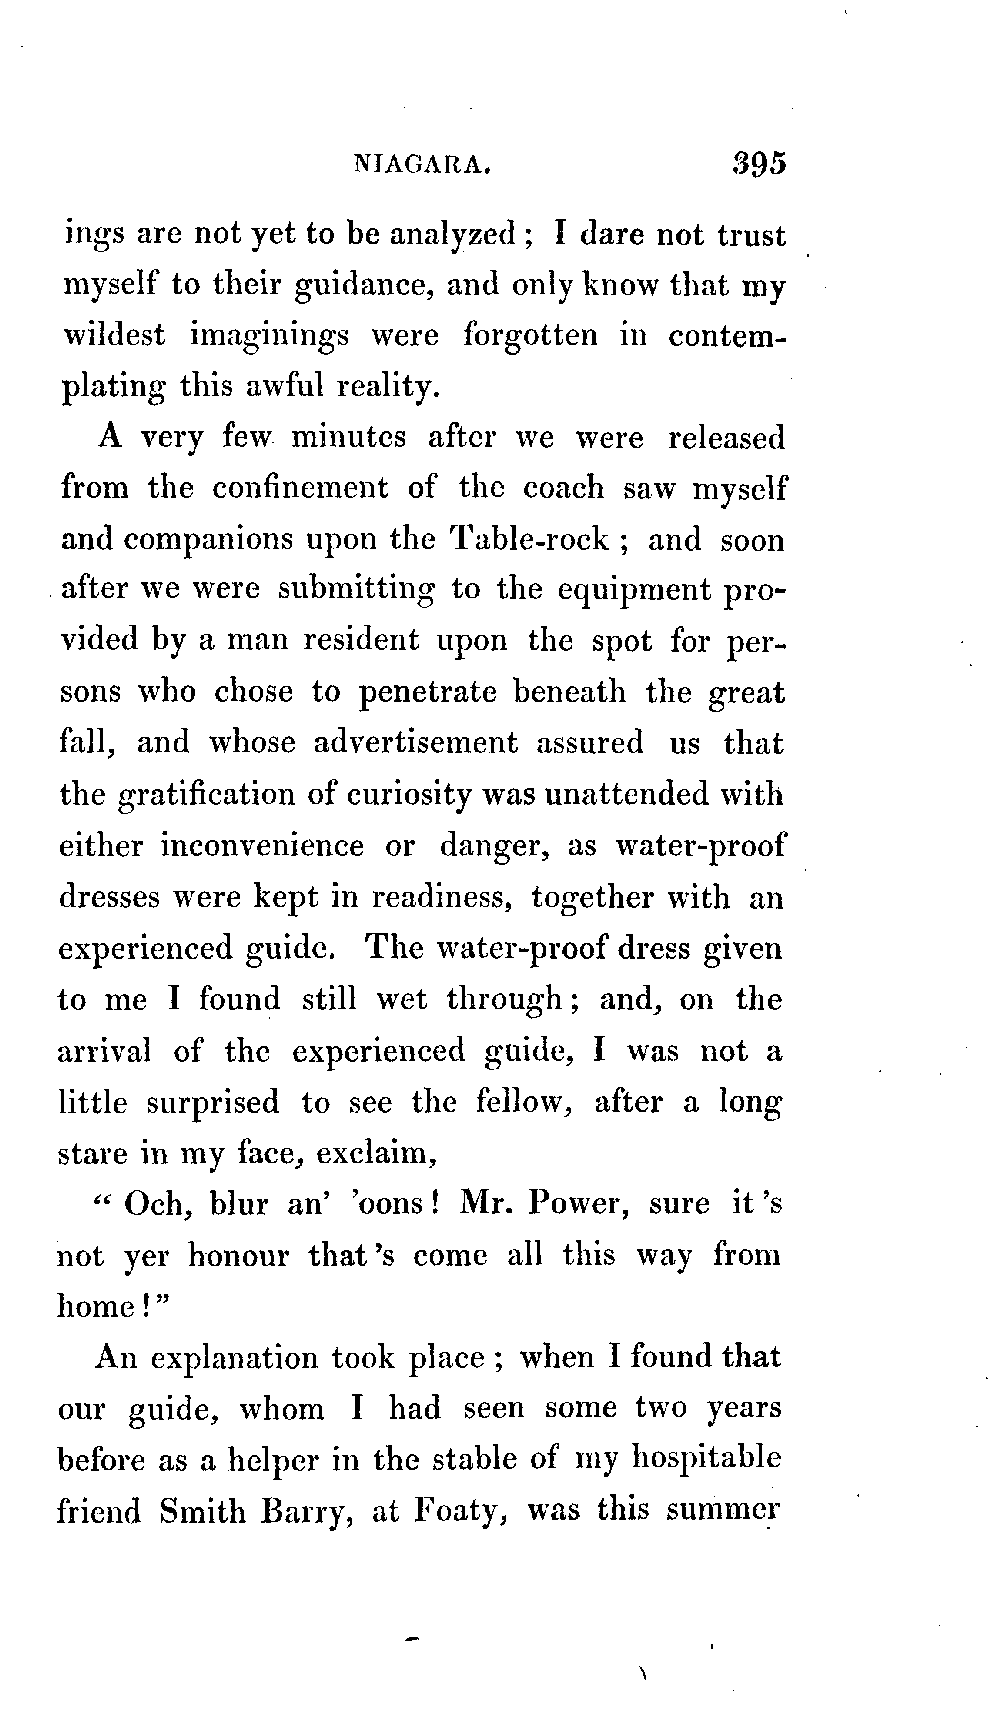 NIAGARA. 395
ings are not yet to be analyzed ; I dare not trust
myself to their guidance, and only know that my
wildest imaginings were forgotten in contem-
plating this awful reality.
A very few minutes after we were released
from the confinement of the coach saw myself
and companions upon the Table-rock ; and soon
after we were submitting to the equipment pro-
vided by a man resident upon the spot for per-
sons who chose to penetrate beneath the great
fall, and whose advertisement assured us that
the gratification of curiosity was unattended with
either inconvenience or danger, as water-proof
dresses were kept in readiness, together with an
experienced guide. The water-proof dress given
to me I found still wet through ; and, on the
arrival of the experienced guide, I was not a
little surprised to see the fellow, after a long
stare in my face, exclaim,
“ Och, blur an’ ’oons ! Mr. Power, sure it ’s
not yer honour that ’s come all this way from
home ! ”
An explanation took place ; when I found that
our guide, whom I had seen some two years
before as a helper in the stable of my hospitable
friend Smith Barry, at Foaty, was this summer